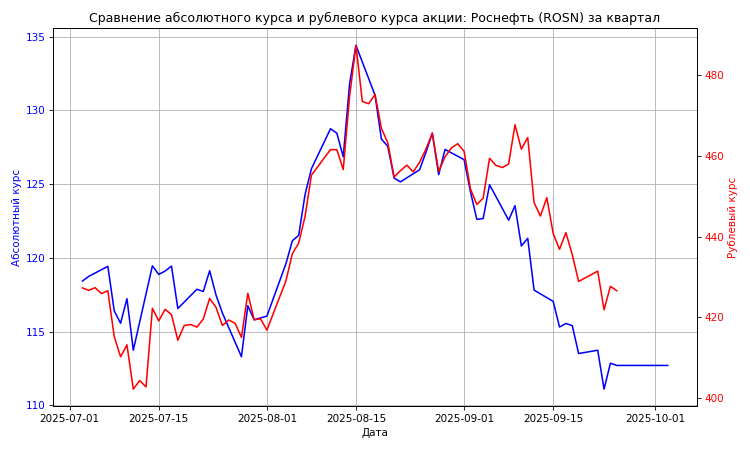 Сравнение абсолютного курса и рублевого курса акции: Роснефть (ROSN) за квартал
135
130
125
120
115
110
Абсолютный курс
480
460
440
420
400
Рублевый курс
2025-07-01 2025-07-15 2025-08-01 2025-08-15 2025-09-01 2025-09-15 2025-10-01
Дата